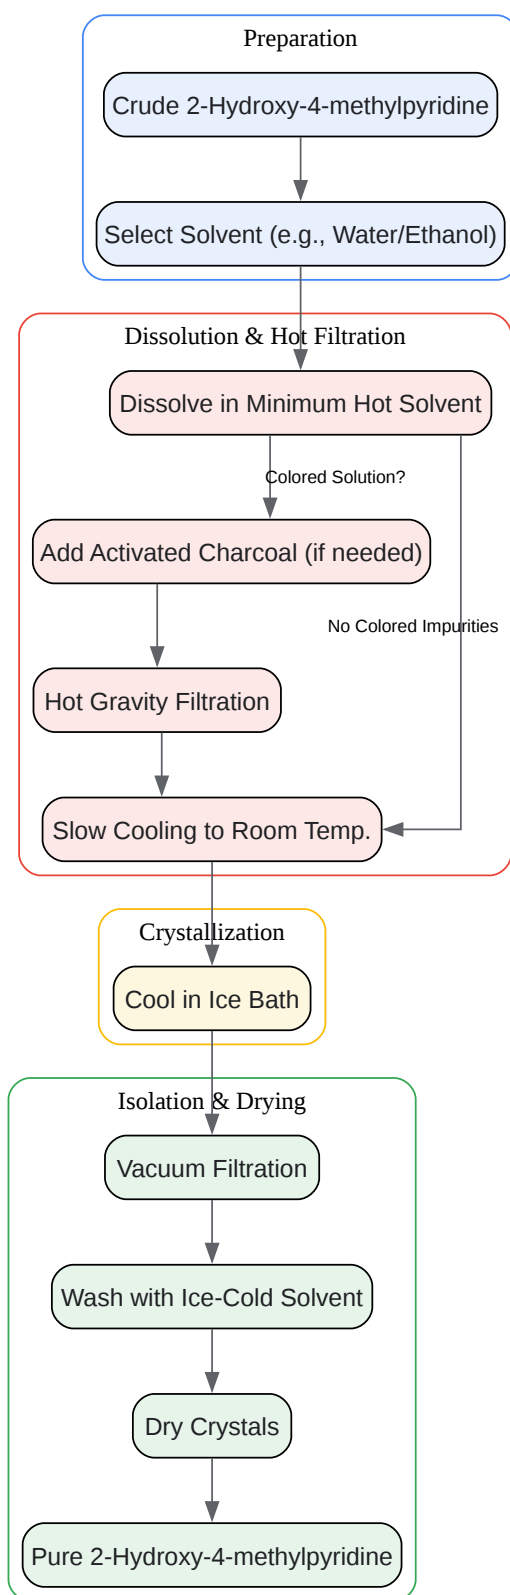 Preparation
Crude 2-Hydroxy-4-methylpyridine
Select Solvent (e.g., Water/Ethanol)
Dissolution & Hot Filtration
Dissolve in Minimum Hot Solvent
Colored Solution?
Add Activated Charcoal (if needed)
No Colored Impurities
Hot Gravity Filtration
Slow Cooling to Room Temp.
Crystallization
Cool in Ice Bath
Isolation & Drying
Vacuum Filtration
Wash with Ice-Cold Solvent
Dry Crystals
Pure 2-Hydroxy-4-methylpyridine